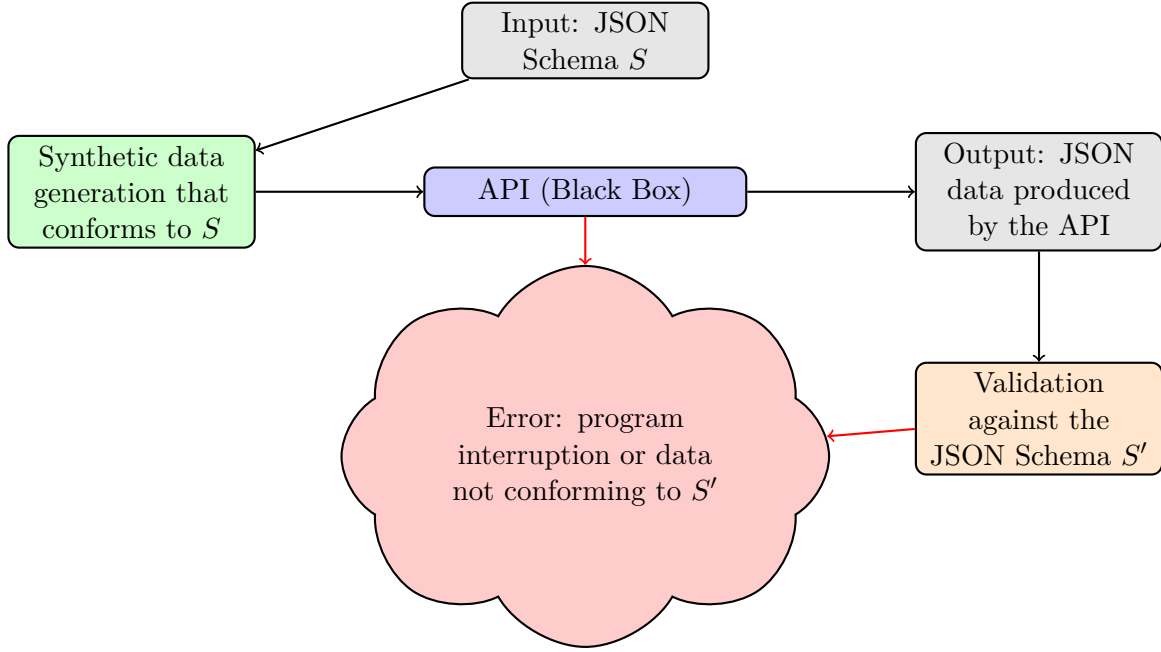 Input: JSON
Schema S
Synthetic data
generation that
conforms to S
API (Black Box)
Output: JSON
data produced
by the API
Validation
against the
JSON Schema S′
Error: program
interruption or data
not conforming to S′